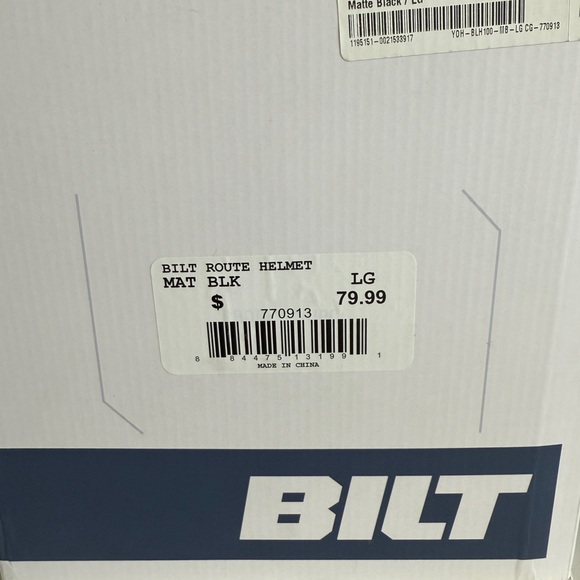 Matte Black / LG
1195151-0021533917 YOH-BLH100-MB-LG CG-770913
BILT ROUTE HELMET
MAT BLK LG
$ 79.99
770913
8 84475 13199 1
MADE IN CHINA
BILT